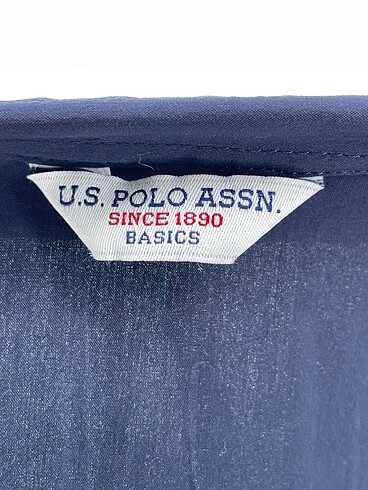 U.S. POLO ASSN.
SINCE 1890
BASICS